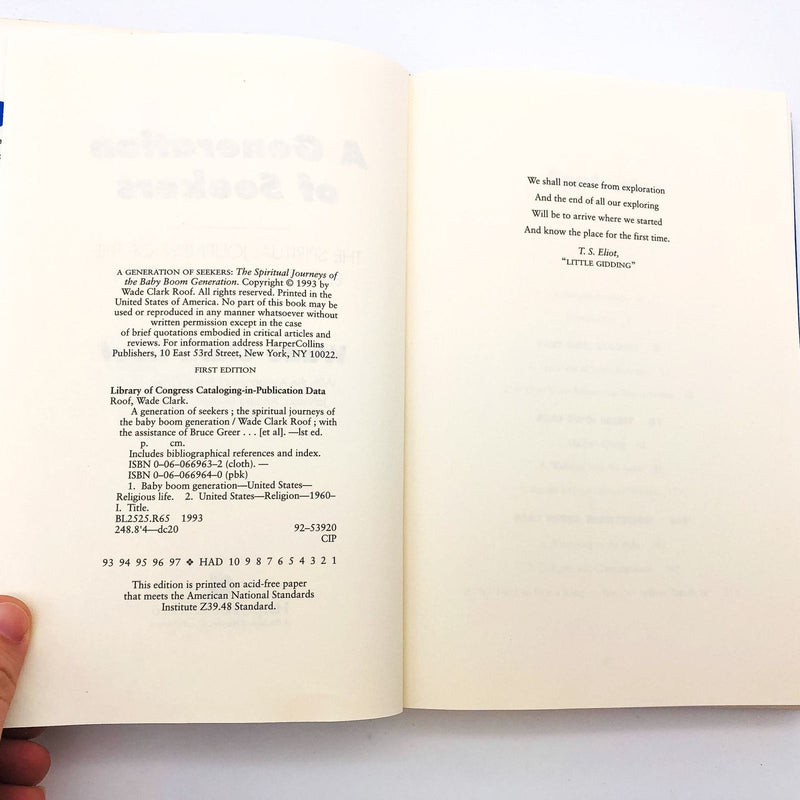 A GENERATION OF SEEKERS: The Spiritual Journeys of
the Baby Boom Generation. Copyright © 1993 by
Wade Clark Roof. All rights reserved. Printed in the
United States of America. No part of this book may be
used or reproduced in any manner whatsoever without
written permission except in the case
of brief quotations embodied in critical articles and
reviews. For information address HarperCollins
Publishers, 10 East 53rd Street, New York, NY 10022.
FIRST EDITION
Library of Congress Cataloging-in-Publication Data
Roof, Wade Clark.
A generation of seekers ; the spiritual journeys of
the baby boom generation / Wade Clark Roof ; with
the assistance of Bruce Greer . . . [et al]. —lst ed.
p. cm.
Includes bibliographical references and index.
ISBN 0–06–066963–2 (cloth). —
ISBN 0–06–066964–0 (pbk)
1. Baby boom generation—United States—
Religious life. 2. United States—Religion—1960–
I. Title.
BL2525.R65 1993
248.8'4—dc20 92–53920
CIP
93 94 95 96 97 ❖ HAD 10 9 8 7 6 5 4 3 2 1
This edition is printed on acid-free paper
that meets the American National Standards
Institute Z39.48 Standard.
We shall not cease from exploration
And the end of all our exploring
Will be to arrive where we started
And know the place for the first time.
T. S. Eliot,
“LITTLE GIDDING”